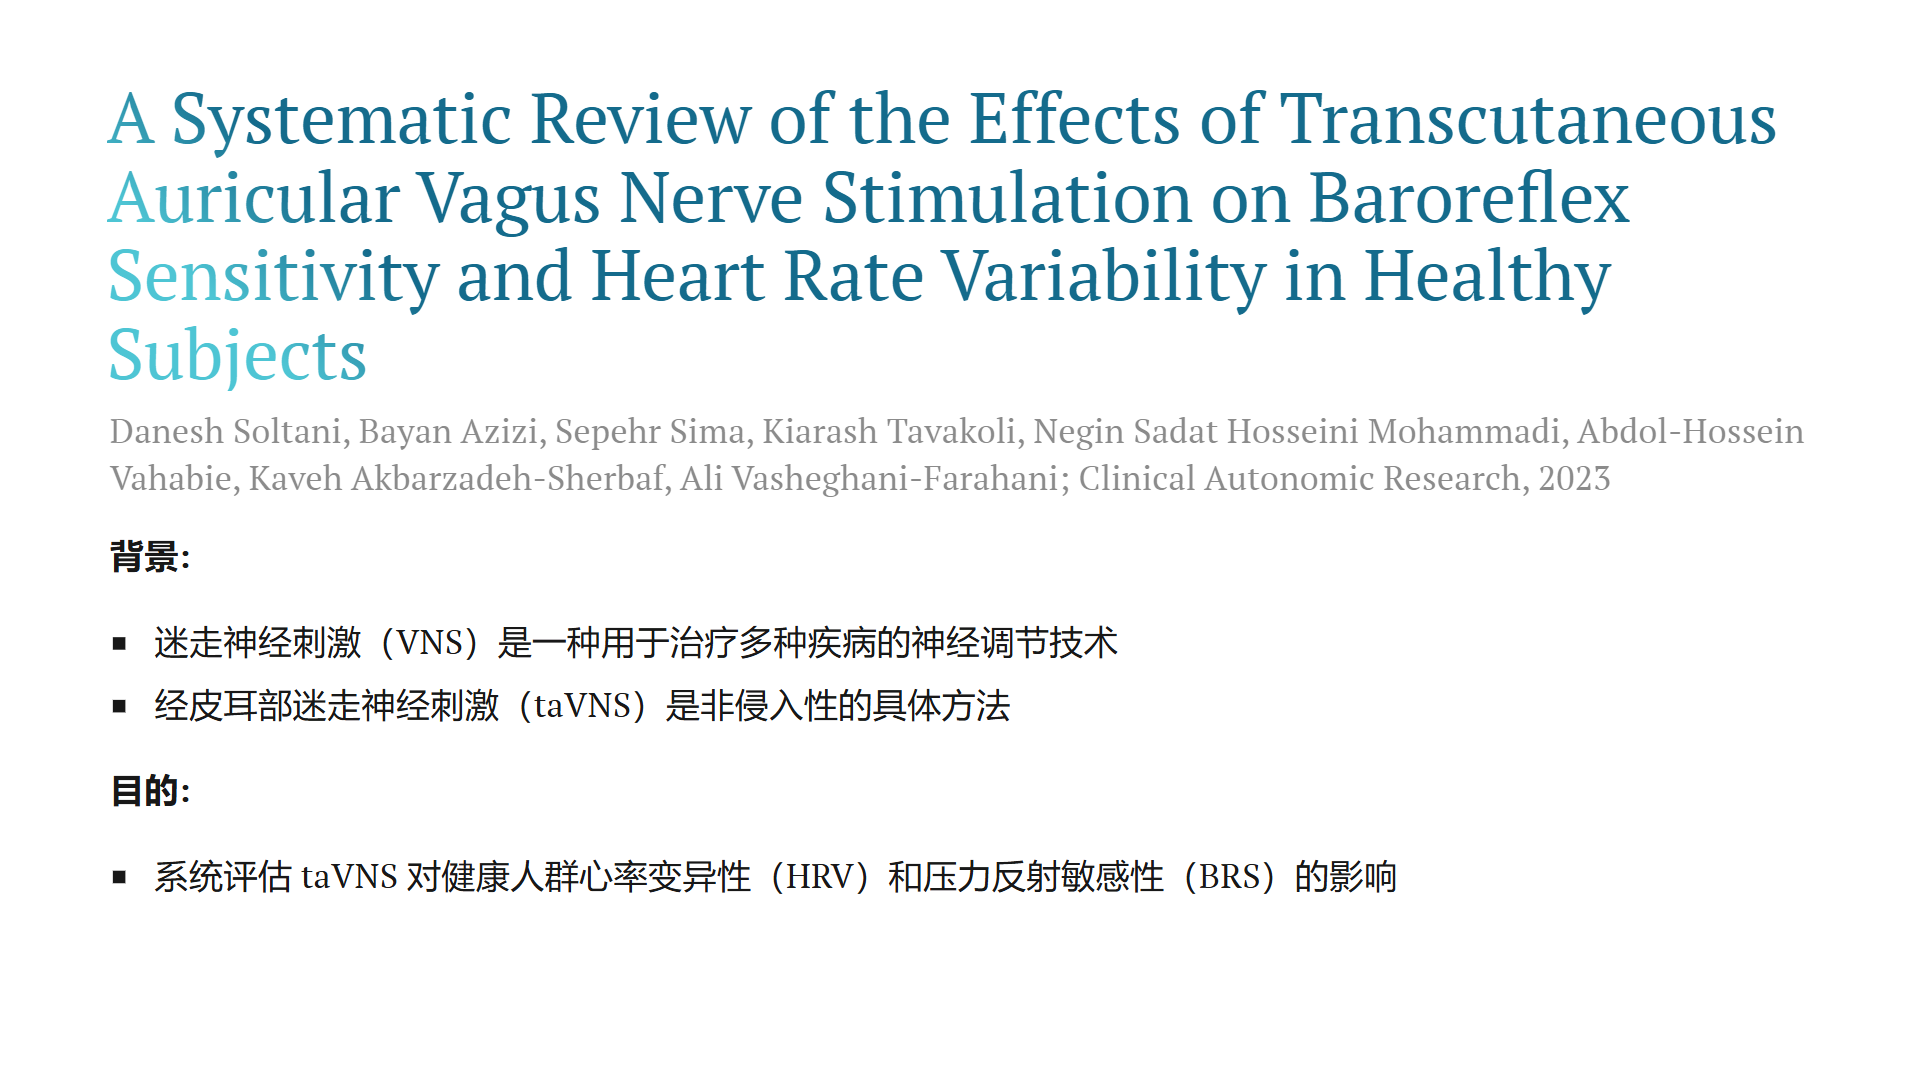 A Systematic Review of the Effects of Transcutaneous
Auricular Vagus Nerve Stimulation on Baroreflex
Sensitivity and Heart Rate Variability in Healthy
Subjects
Danesh Soltani, Bayan Azizi, Sepehr Sima, Kiarash Tavakoli, Negin Sadat Hosseini Mohammadi, Abdol-Hossein
Vahabie, Kaveh Akbarzadeh-Sherbaf, Ali Vasheghani-Farahani; Clinical Autonomic Research, 2023
背景：
▪ 迷走神经刺激（VNS）是一种用于治疗多种疾病的神经调节技术
▪ 经皮耳部迷走神经刺激（taVNS）是非侵入性的具体方法
目的：
▪ 系统评估 taVNS 对健康人群心率变异性（HRV）和压力反射敏感性（BRS）的影响